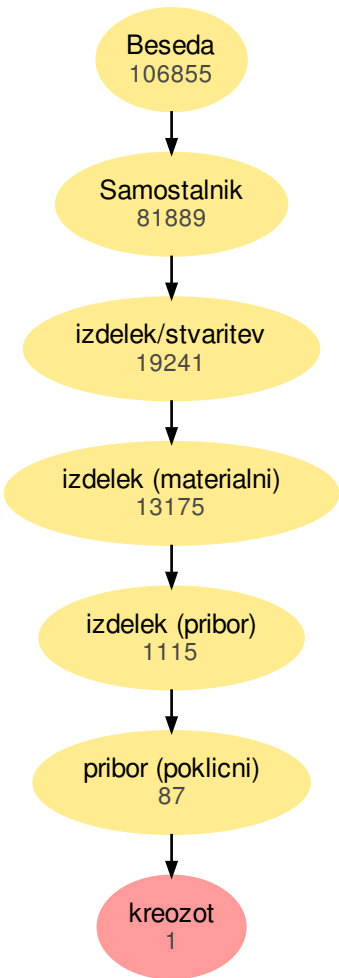 Beseda
106855
Samostalnik
81889
izdelek/stvaritev
19241
izdelek (materialni)
13175
izdelek (pribor)
1115
pribor (poklicni)
87
kreozot
1